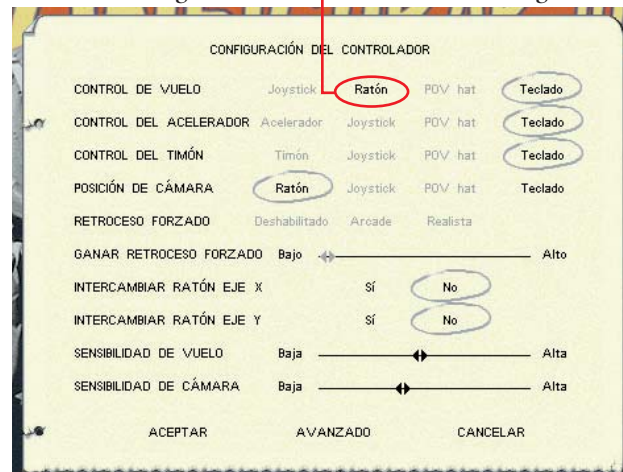 CONFIGURACIÓN DEL CONTROLADOR
CONTROL DE VUELO Joystick Ratón POV hat Teclado
CONTROL DEL ACELERADOR Acelerador Joystick POV hat Teclado
CONTROL DEL TIMÓN Timón Joystick POV hat Teclado
POSICIÓN DE CÁMARA Ratón Joystick POV hat Teclado
RETROCESO FORZADO Deshabilitado Arcade Realista
GANAR RETROCESO FORZADO Bajo Alto
INTERCAMBIAR RATÓN EJE X Sí No
INTERCAMBIAR RATÓN EJE Y Sí No
SENSIBILIDAD DE VUELO Baja Alta
SENSIBILIDAD DE CÁMARA Baja Alta
ACEPTAR AVANZADO CANCELAR